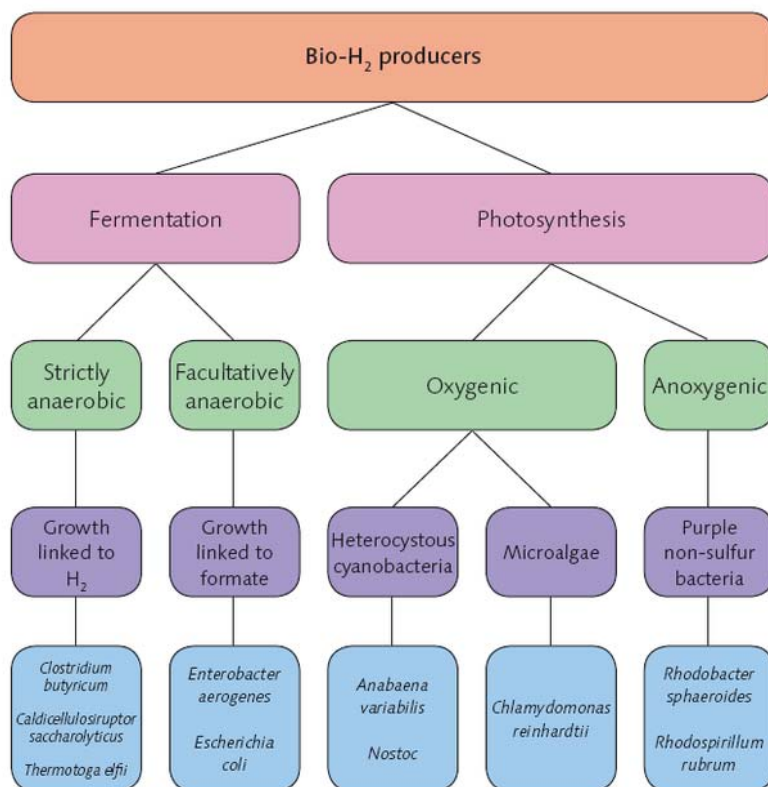 Bio-H₂ producers
Fermentation
Photosynthesis
Strictly
anaerobic
Facultatively
anaerobic
Oxygenic
Anoxygenic
Growth
linked to
H₂
Growth
linked to
formate
Heterocystous
cyanobacteria
Microalgae
Purple
non-sulfur
bacteria
Clostridium
butyricum
Caldicellulosiruptor
saccharolyticus
Thermotoga elfii
Enterobacter
aerogenes
Escherichia
coli
Anabaena
variabilis
Nostoc
Chlamydomonas
reinhardtii
Rhodobacter
sphaeroides
Rhodospirillum
rubrum